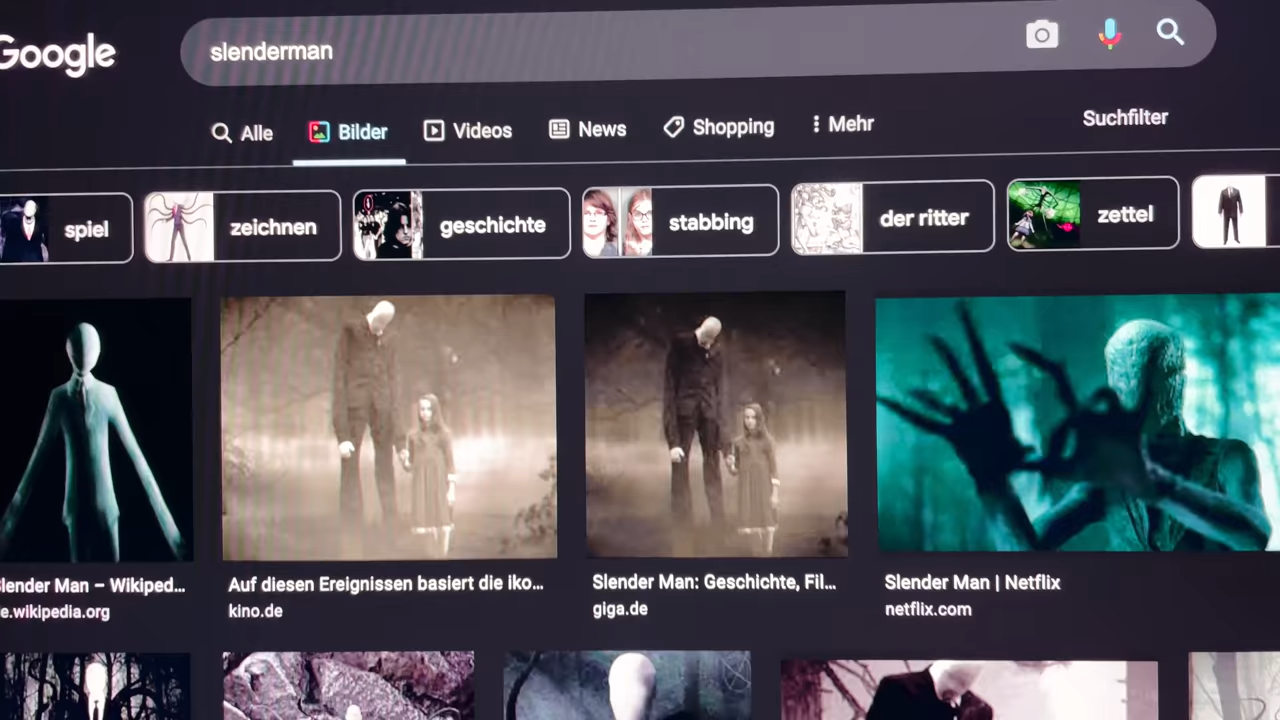 Google
slenderman
Alle Bilder Videos News Shopping Mehr Suchfilter
spiel zeichnen geschichte stabbing der ritter zettel
Slender Man – Wikiped...
e.wikipedia.org
Auf diesen Ereignissen basiert die iko...
kino.de
Slender Man: Geschichte, Fil...
giga.de
Slender Man | Netflix
netflix.com